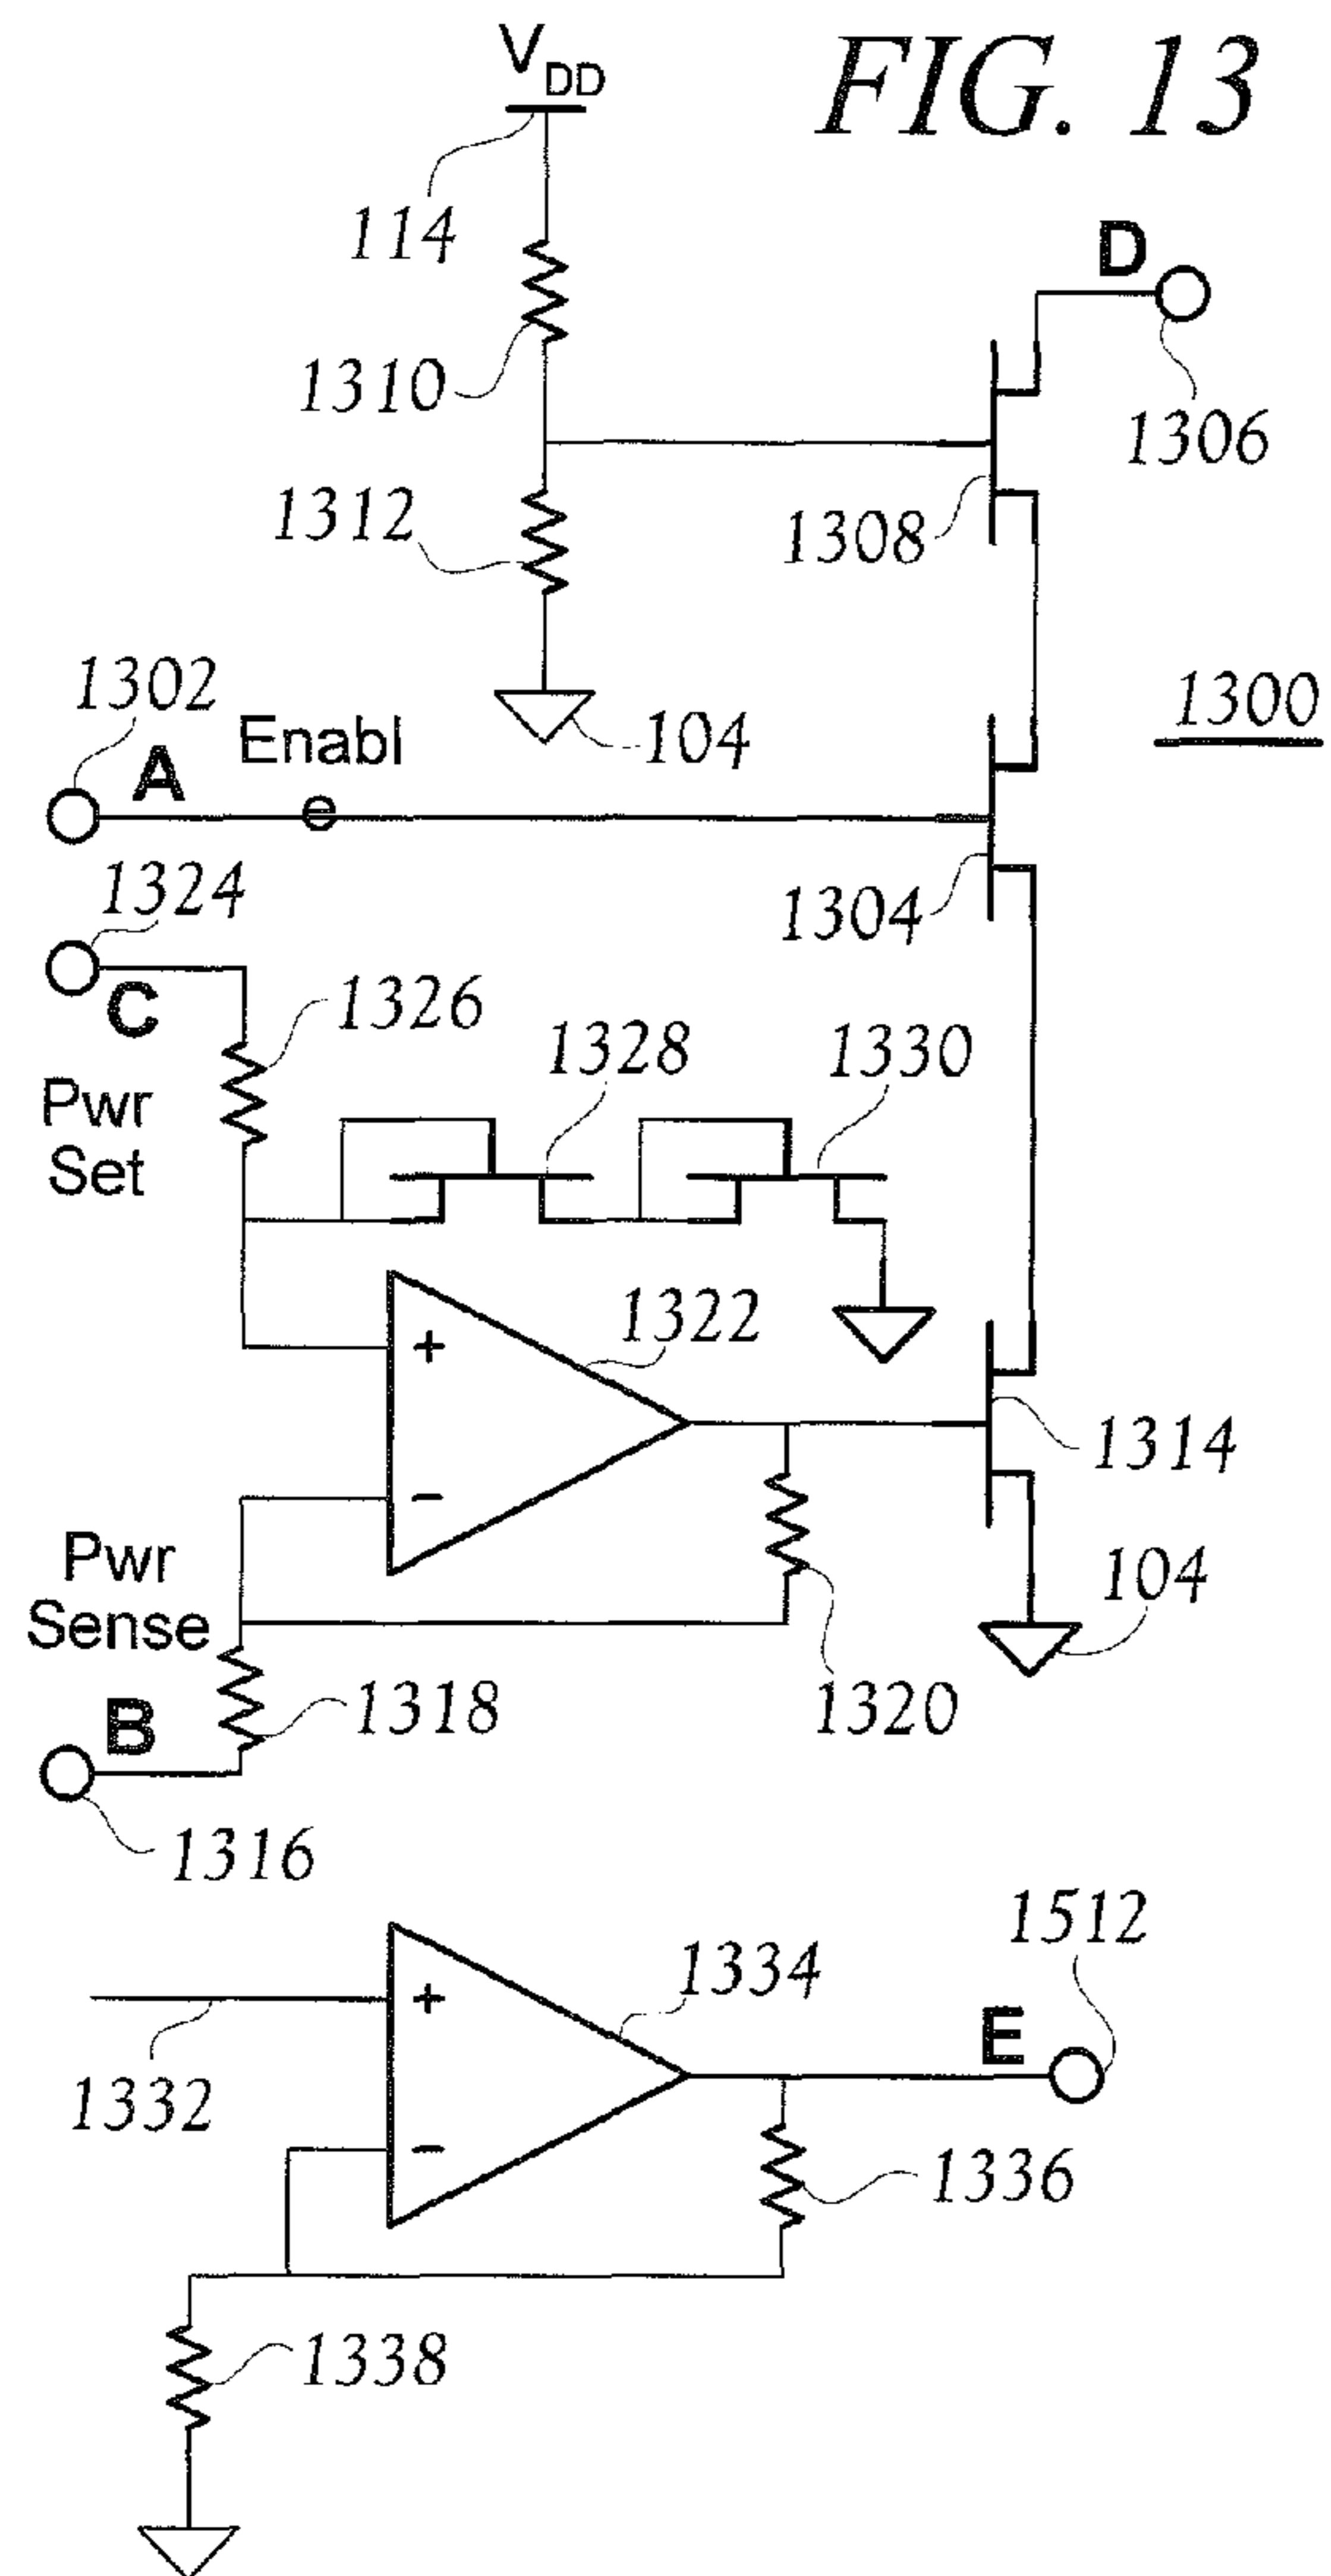 FIG. 13
V_DD
114
D
1310
1306
1312
1308
1302
Enabl
104
1300
A
1304
1324
C
1326
1328
1330
Pwr
Set
1322
+
1314
−
Pwr
Sense
104
1318
1320
B
1316
1512
1334
+
E
1332
−
1336
1338